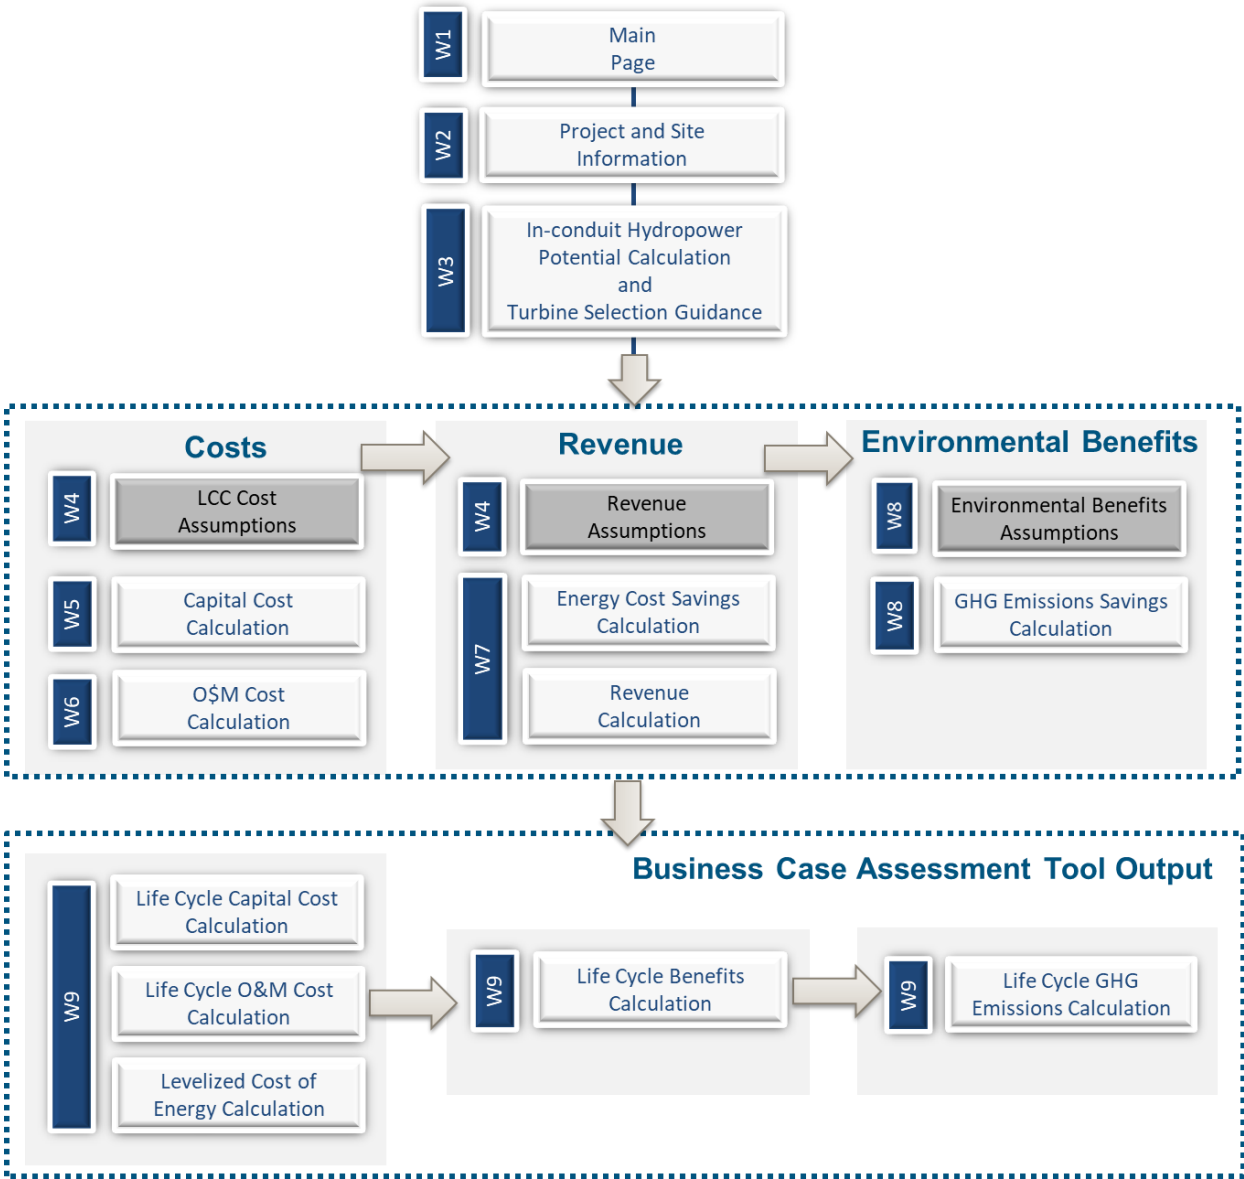 W1
Main
Page
W2
Project and Site
Information
W3
In-conduit Hydropower
Potential Calculation
and
Turbine Selection Guidance
Costs
W4
LCC Cost
Assumptions
W5
Capital Cost
Calculation
W6
O$M Cost
Calculation
Revenue
W4
Revenue
Assumptions
W7
Energy Cost Savings
Calculation
Revenue
Calculation
Environmental Benefits
W8
Environmental Benefits
Assumptions
W8
GHG Emissions Savings
Calculation
Business Case Assessment Tool Output
W9
Life Cycle Capital Cost
Calculation
Life Cycle O&M Cost
Calculation
Levelized Cost of
Energy Calculation
W9
Life Cycle Benefits
Calculation
W9
Life Cycle GHG
Emissions Calculation